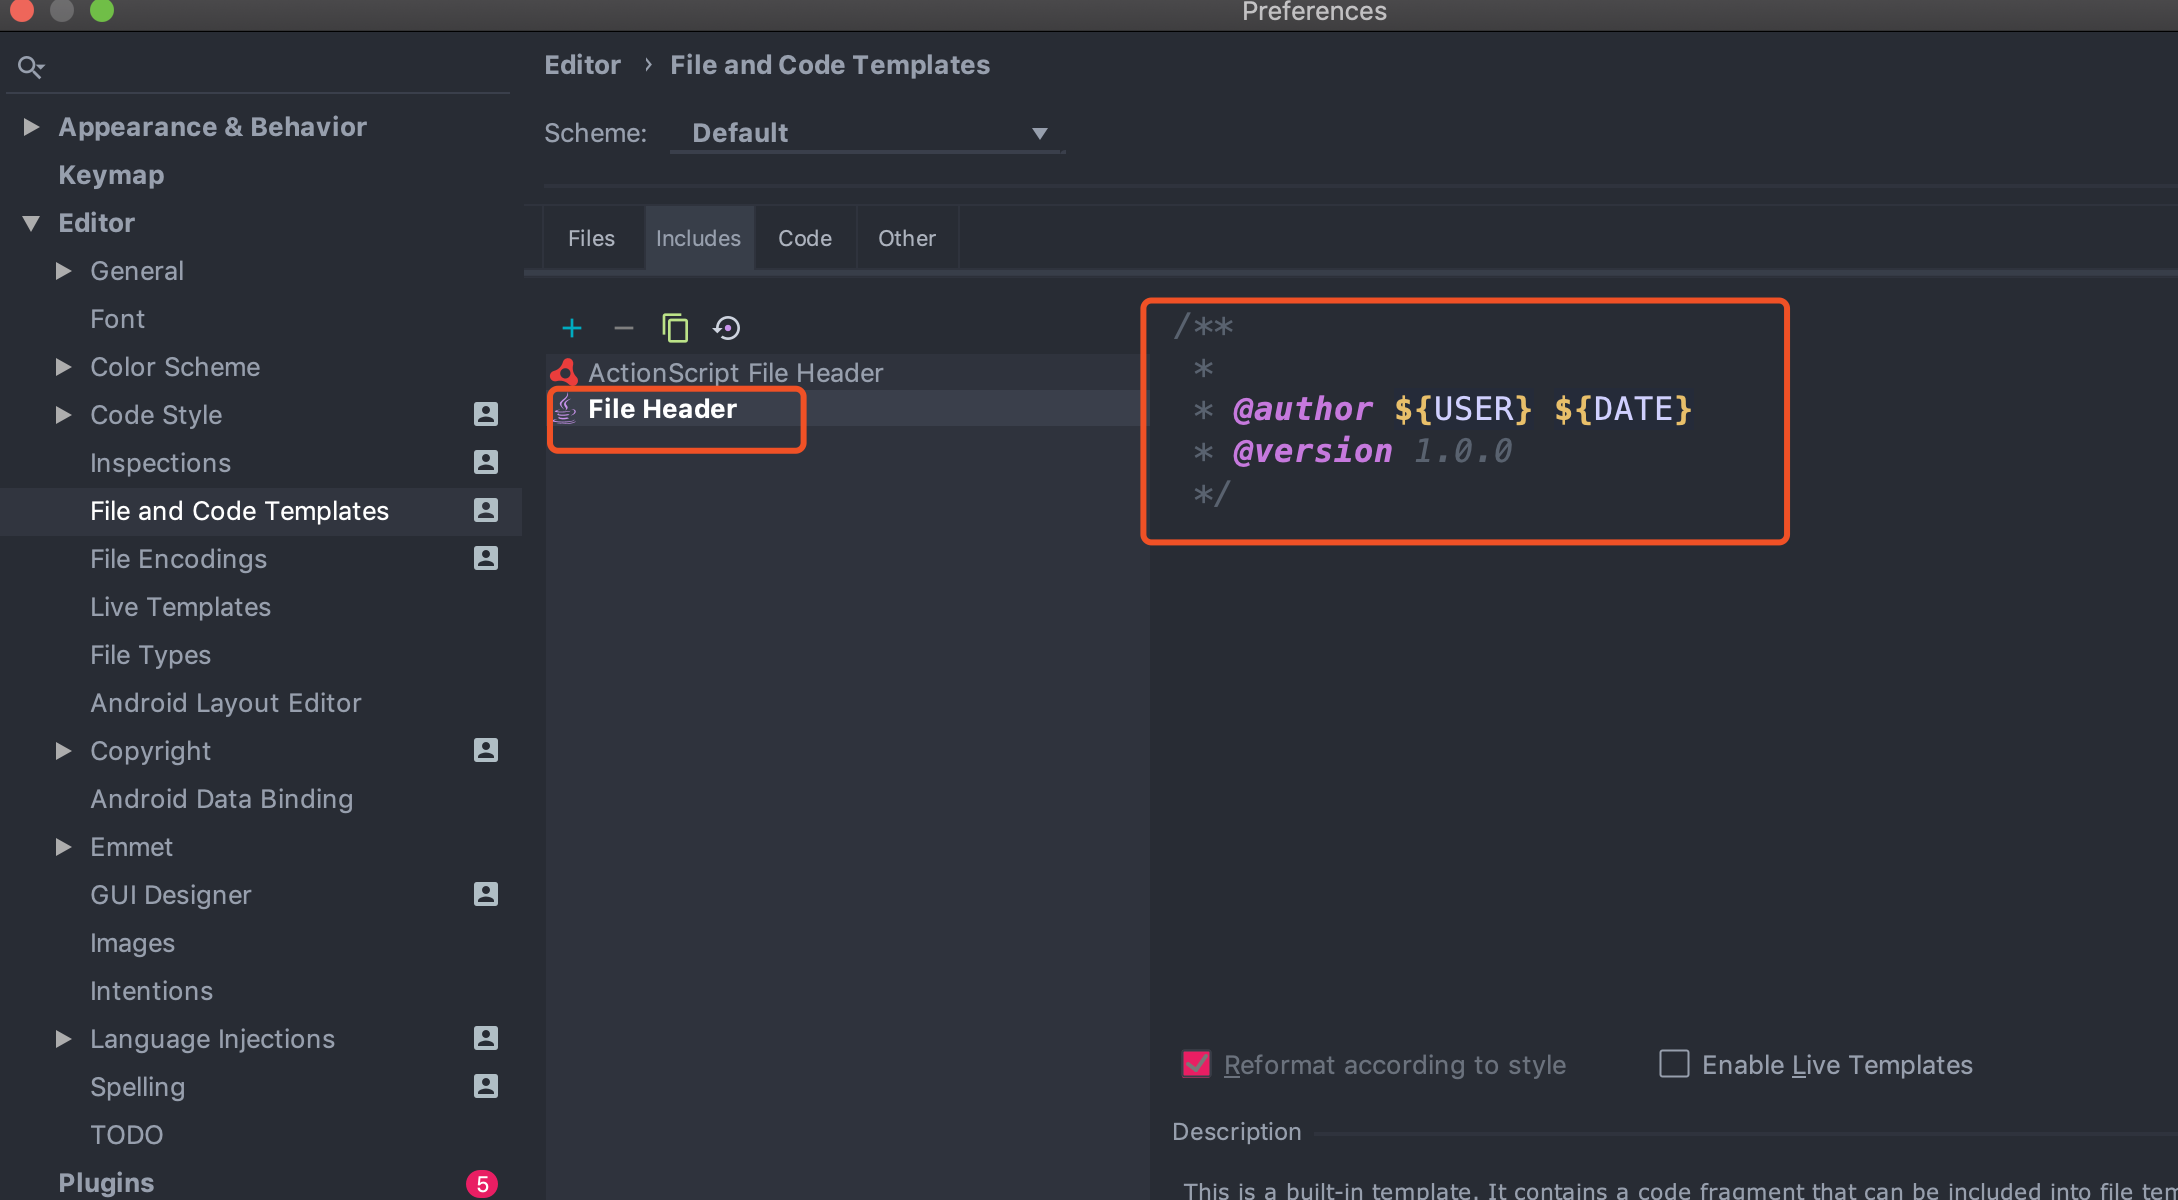 Preferences
Editor › File and Code Templates
Scheme: Default
Appearance & Behavior
Keymap
Editor
General
Font
Color Scheme
Code Style
Inspections
File and Code Templates
File Encodings
Live Templates
File Types
Android Layout Editor
Copyright
Android Data Binding
Emmet
GUI Designer
Images
Intentions
Language Injections
Spelling
TODO
Plugins 5
Files Includes Code Other
ActionScript File Header
File Header
/**
*
* @author ${USER} ${DATE}
* @version 1.0.0
*/
Reformat according to style
Enable Live Templates
Description
This is a built-in template. It contains a code fragment that can be included into file